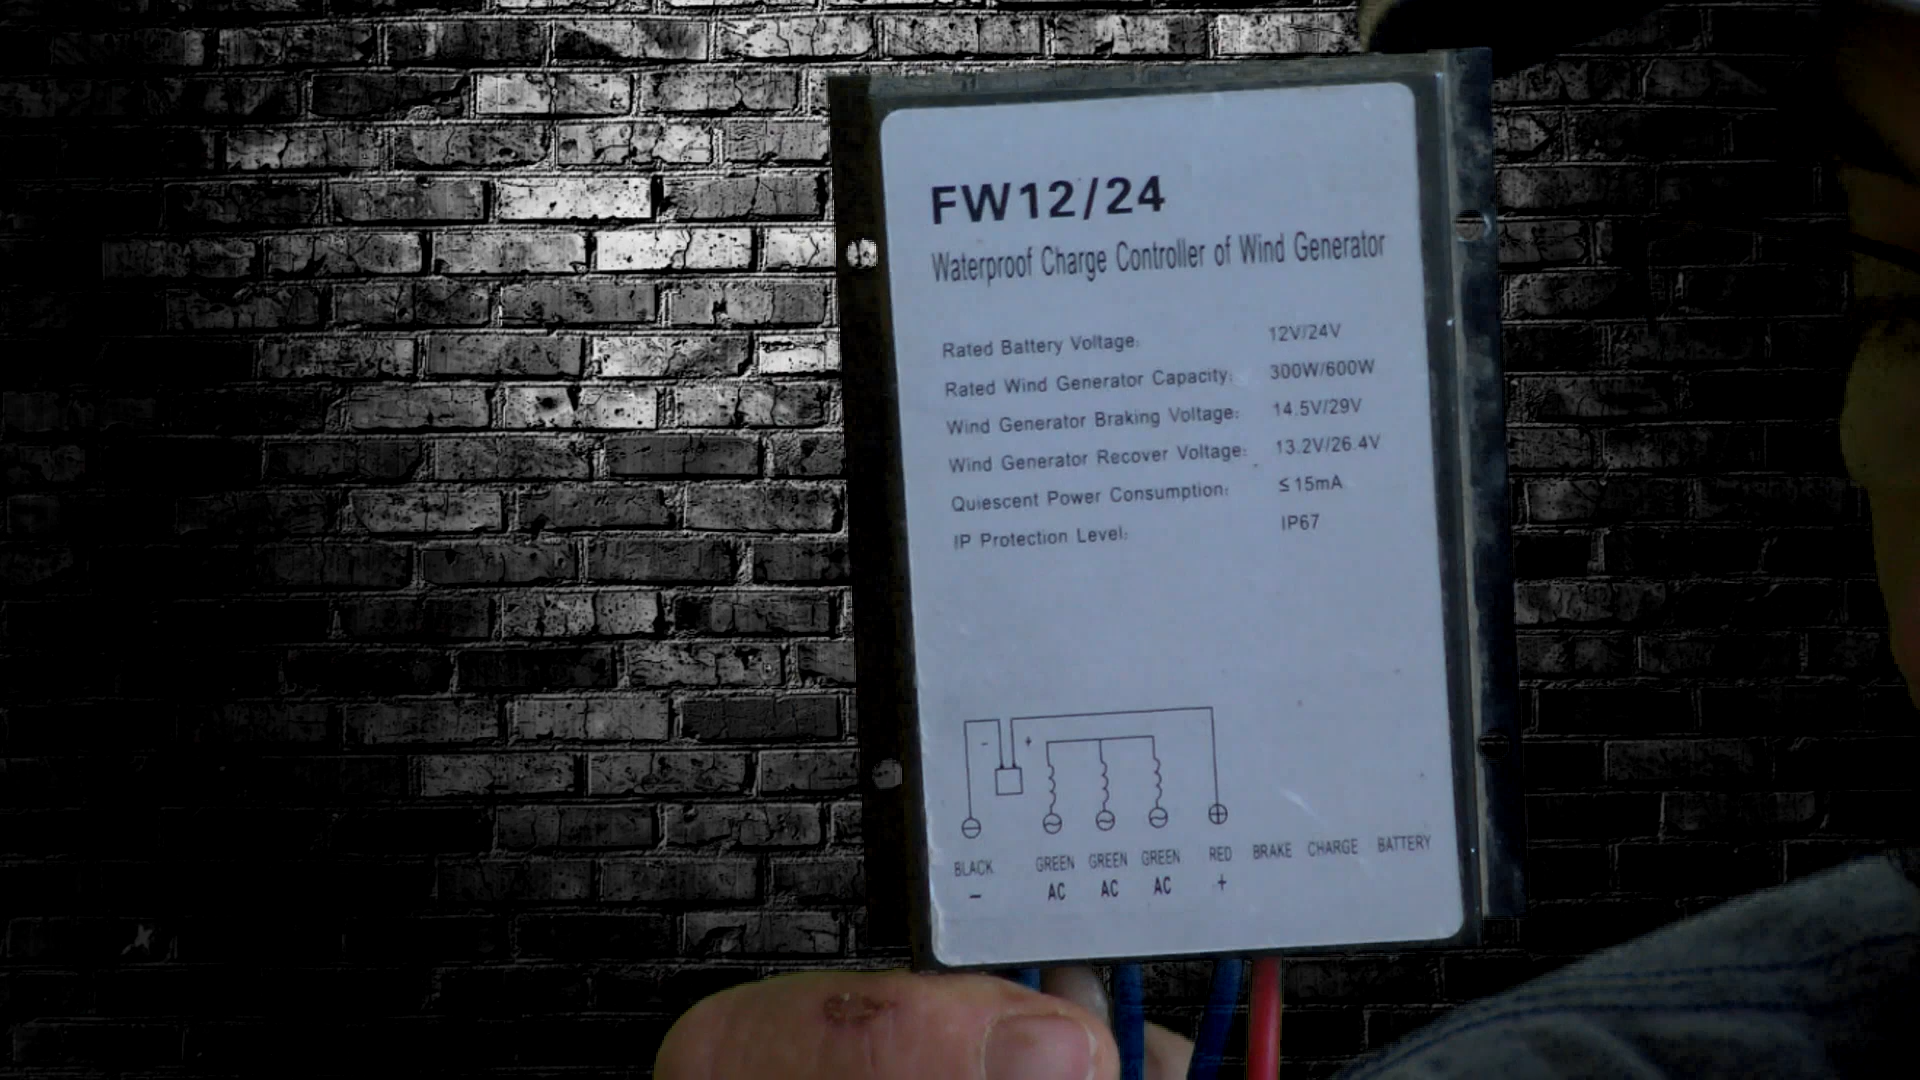 FW12/24
Waterproof Charge Controller of Wind Generator
Rated Battery Voltage: 12V/24V
Rated Wind Generator Capacity: 300W/600W
Wind Generator Braking Voltage: 14.5V/29V
Wind Generator Recover Voltage: 13.2V/26.4V
Quiescent Power Consumption: ≤15mA
IP Protection Level: IP67
- +
BLACK GREEN GREEN GREEN RED BRAKE CHARGE BATTERY
− AC AC AC +